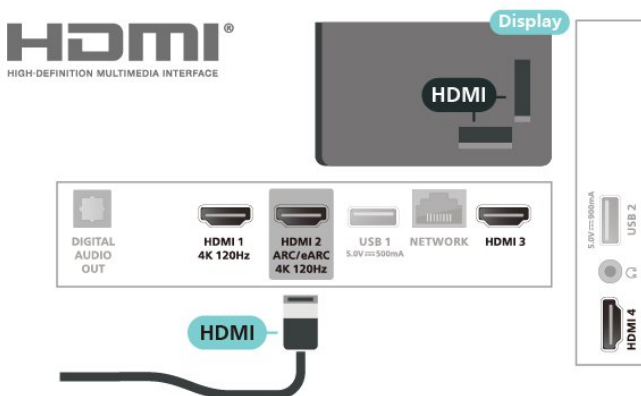 HDMI®
HIGH-DEFINITION MULTIMEDIA INTERFACE
Display
HDMI
DIGITAL
AUDIO
OUT
HDMI 1
4K 120Hz
HDMI 2
ARC/eARC
4K 120Hz
USB 1
5.0V⎓500mA
NETWORK
HDMI 3
HDMI
5.0V⎓900mA
USB 2
HDMI 4